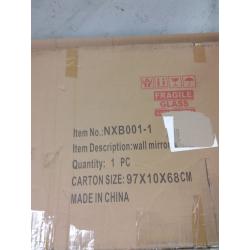 FRAGILE
GLASS
Item No.:NXB001-1
Item Description:wall mirror
Quantity: 1 PC
CARTON SIZE: 97X10X68CM
MADE IN CHINA